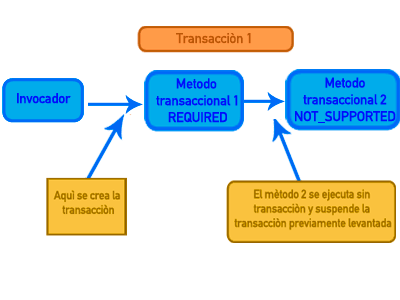 Transacciòn 1
Invocador
Metodo
transaccional 1
REQUIRED
Metodo
transaccional 2
NOT_SUPPORTED
Aquì se crea la
transacciòn
El mètodo 2 se ejecuta sin
transacciòn y suspende la
transacciòn previamente levantada